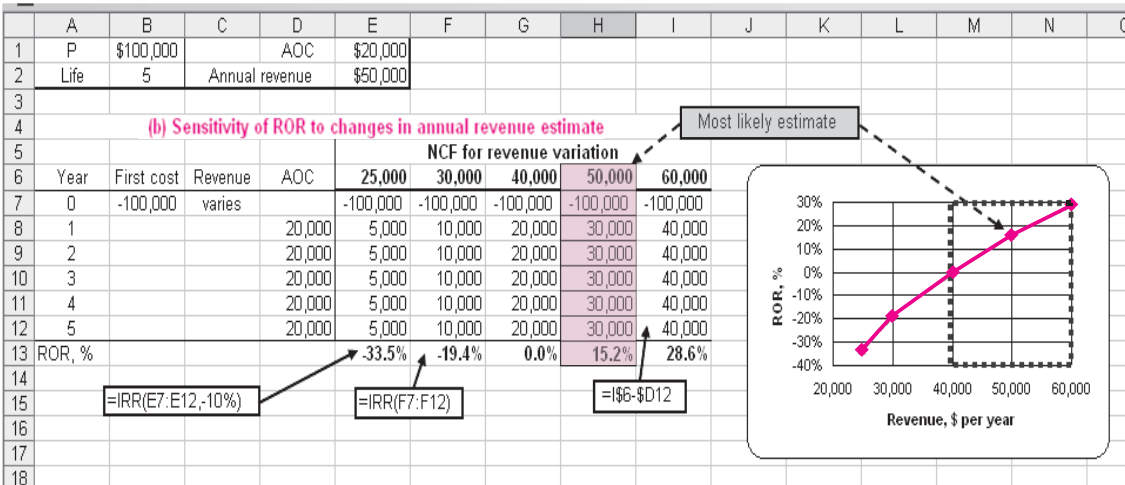 A B C D E F G H I J K L M N
1 P $100,000 AOC $20,000
2 Life 5 Annual revenue $50,000
3
4 (b) Sensitivity of ROR to changes in annual revenue estimate
Most likely estimate
5 NCF for revenue variation
6 Year First cost Revenue AOC 25,000 30,000 40,000 50,000 60,000
7 0 -100,000 varies -100,000 -100,000 -100,000 -100,000 -100,000
8 1 20,000 5,000 10,000 20,000 30,000 40,000
9 2 20,000 5,000 10,000 20,000 30,000 40,000
10 3 20,000 5,000 10,000 20,000 30,000 40,000
11 4 20,000 5,000 10,000 20,000 30,000 40,000
12 5 20,000 5,000 10,000 20,000 30,000 40,000
13 ROR, % -33.5% -19.4% 0.0% 15.2% 28.6%
14
15 =IRR(E7:E12,-10%) =IRR(F7:F12) =I$6-$D12
16
17
18
ROR, %
30%
20%
10%
0%
-10%
-20%
-30%
-40%
20,000 30,000 40,000 50,000 60,000
Revenue, $ per year